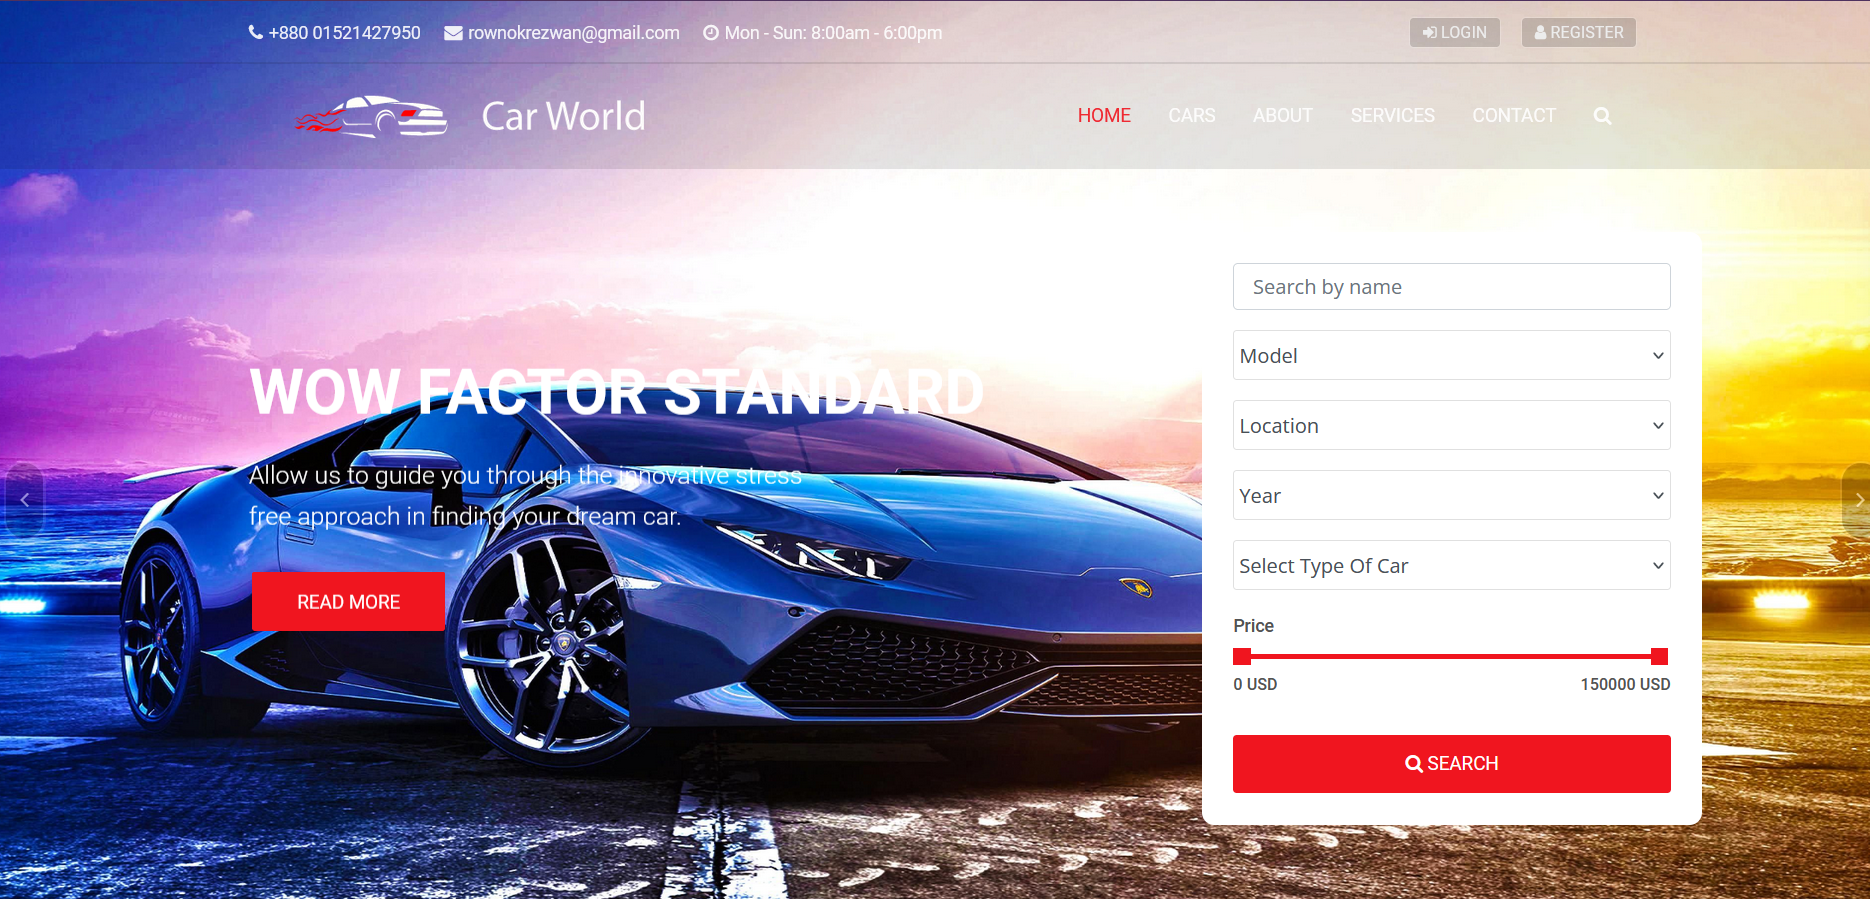 +880 01521427950 rownokrezwan@gmail.com Mon - Sun: 8:00am - 6:00pm LOGIN REGISTER
Car World HOME CARS ABOUT SERVICES CONTACT
Search by name
Model
WOW FACTOR STANDARD
Location
Allow us to guide you through the innovative stress
free approach in finding your dream car.
Year
Select Type Of Car
READ MORE
Price
0 USD 150000 USD
SEARCH